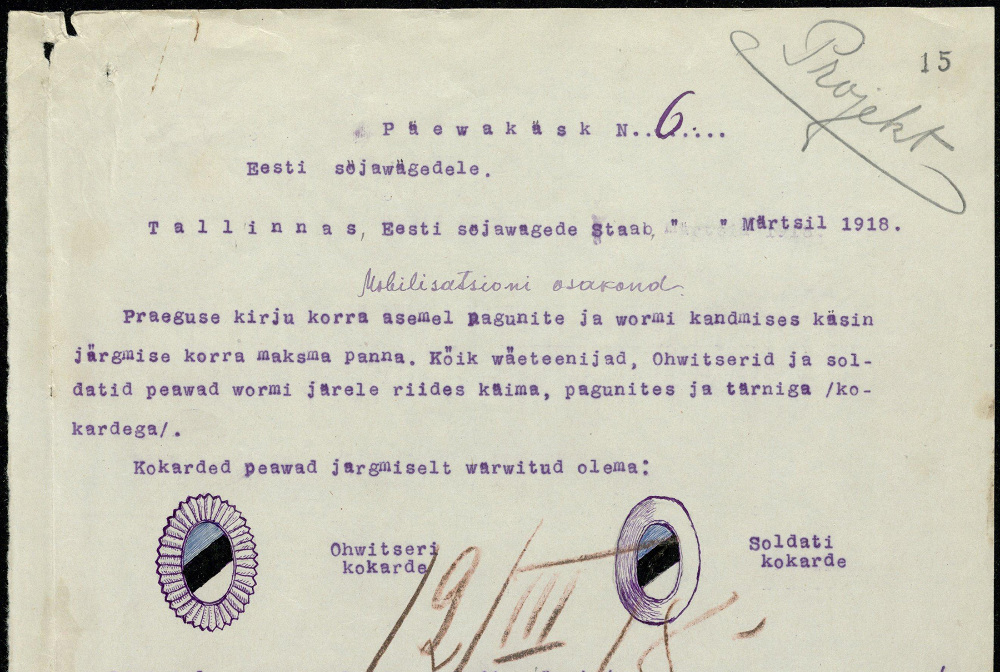 Projekt
15
Päewakäsk N..6....
Eesti sõjawägedele.
Tallinnas, Eesti sõjawägede Staab, " " Märtsil 1918.
Mobilisatsioni osakond
Praeguse kirju korra asemel pagunite ja wormi kandmises käsin
järgmise korra maksma panna. Kõik wäeteenijad, Ohwitserid ja sol-
datid peawad wormi järele riides käima, pagunites ja tärniga /ko-
kardega/.
Kokarded peawad järgmiselt wärwitud olema:
Ohwitseri
kokarde
Soldati
kokarde
12/III